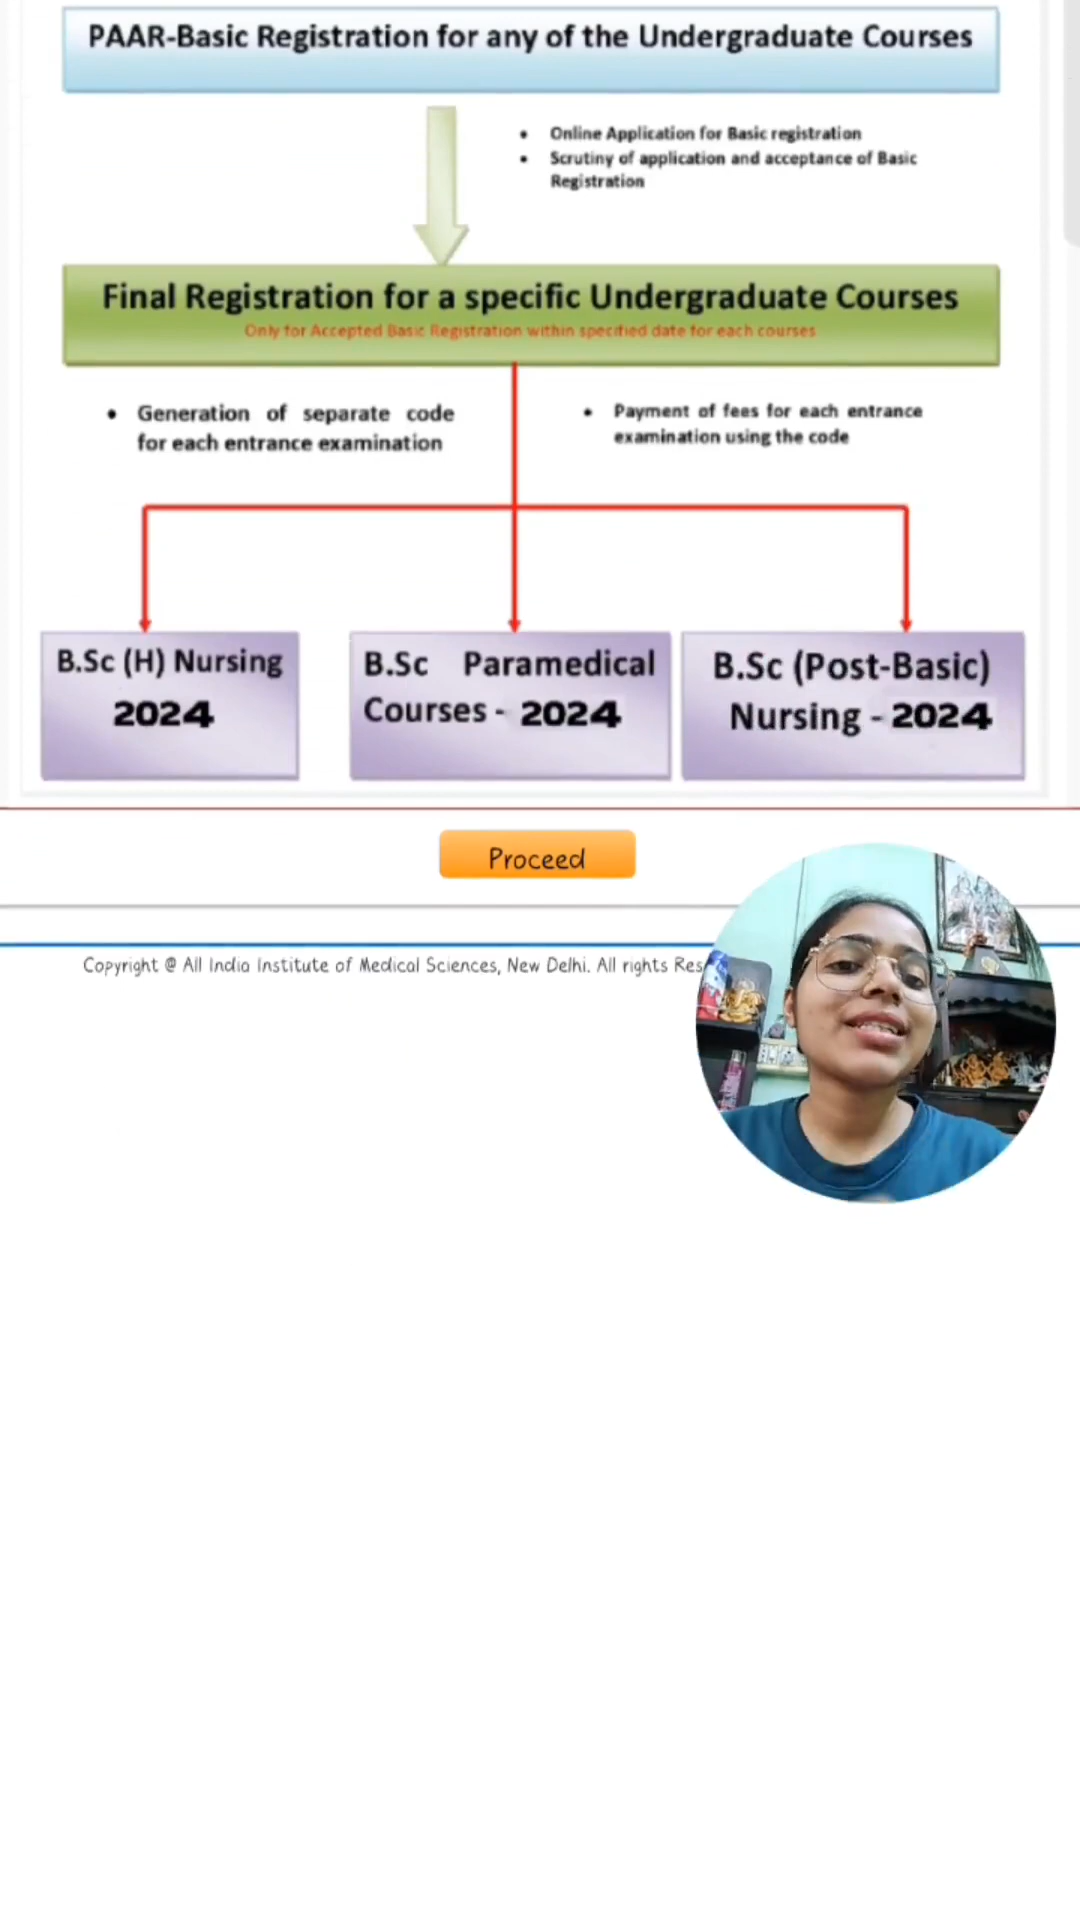 PAAR-Basic Registration for any of the Undergraduate Courses
• Online Application for Basic registration
• Scrutiny of application and acceptance of Basic
Registration
Final Registration for a specific Undergraduate Courses
Only for Accepted Basic Registration within specified date for each courses
• Generation of separate code
for each entrance examination
• Payment of fees for each entrance
examination using the code
B.Sc (H) Nursing
2024
B.Sc Paramedical
Courses - 2024
B.Sc (Post-Basic)
Nursing - 2024
Proceed
Copyright @ All India Institute of Medical Sciences, New Delhi. All rights Res